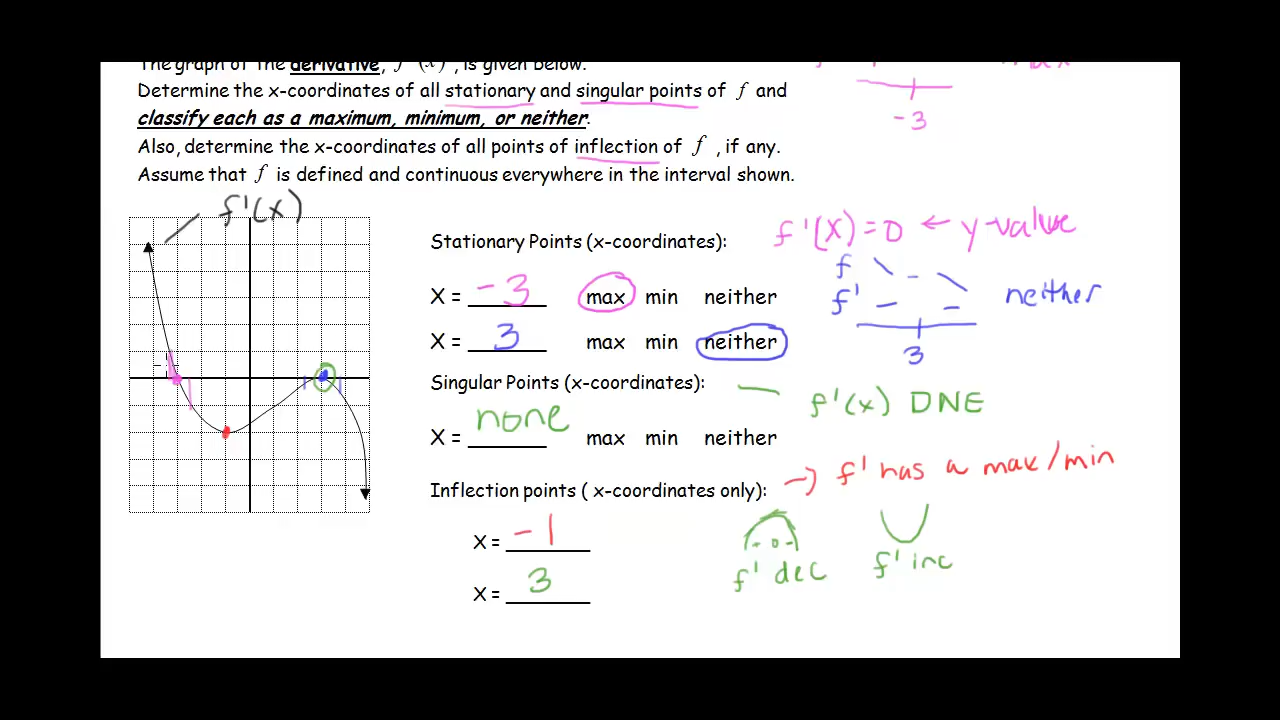 The graph of the derivative, f '(x), is given below.
Determine the x-coordinates of all stationary and singular points of f and
classify each as a maximum, minimum, or neither.
Also, determine the x-coordinates of all points of inflection of f , if any.
Assume that f is defined and continuous everywhere in the interval shown.
-3
f'(x)
Stationary Points (x-coordinates):
f'(x) = 0 ← y-value
X = -3 max min neither
f \ - \
f' - - neither
3
X = 3 max min neither
Singular Points (x-coordinates):
f'(x) DNE
X = none max min neither
Inflection points ( x-coordinates only):
→ f' has a max/min
X = -1
X = 3
+ 0 -
f' dec
f' inc